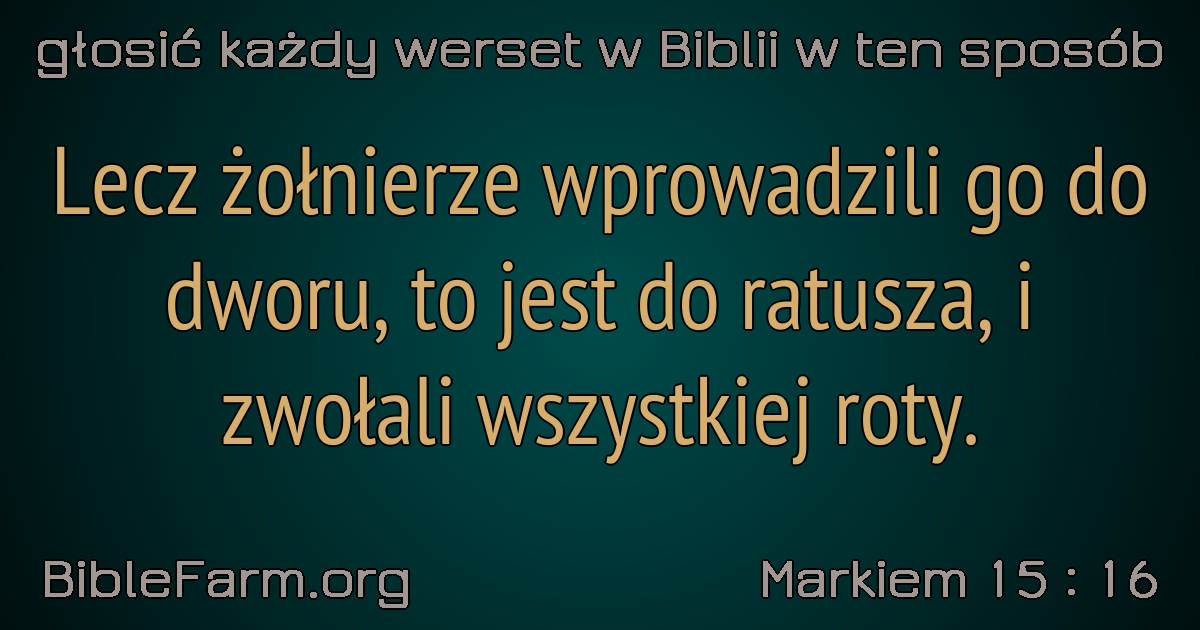 głosić każdy werset w Biblii w ten sposób
Lecz żołnierze wprowadzili go do
dworu, to jest do ratusza, i
zwołali wszystkiej roty.
BibleFarm.org
Markiem 15 : 16